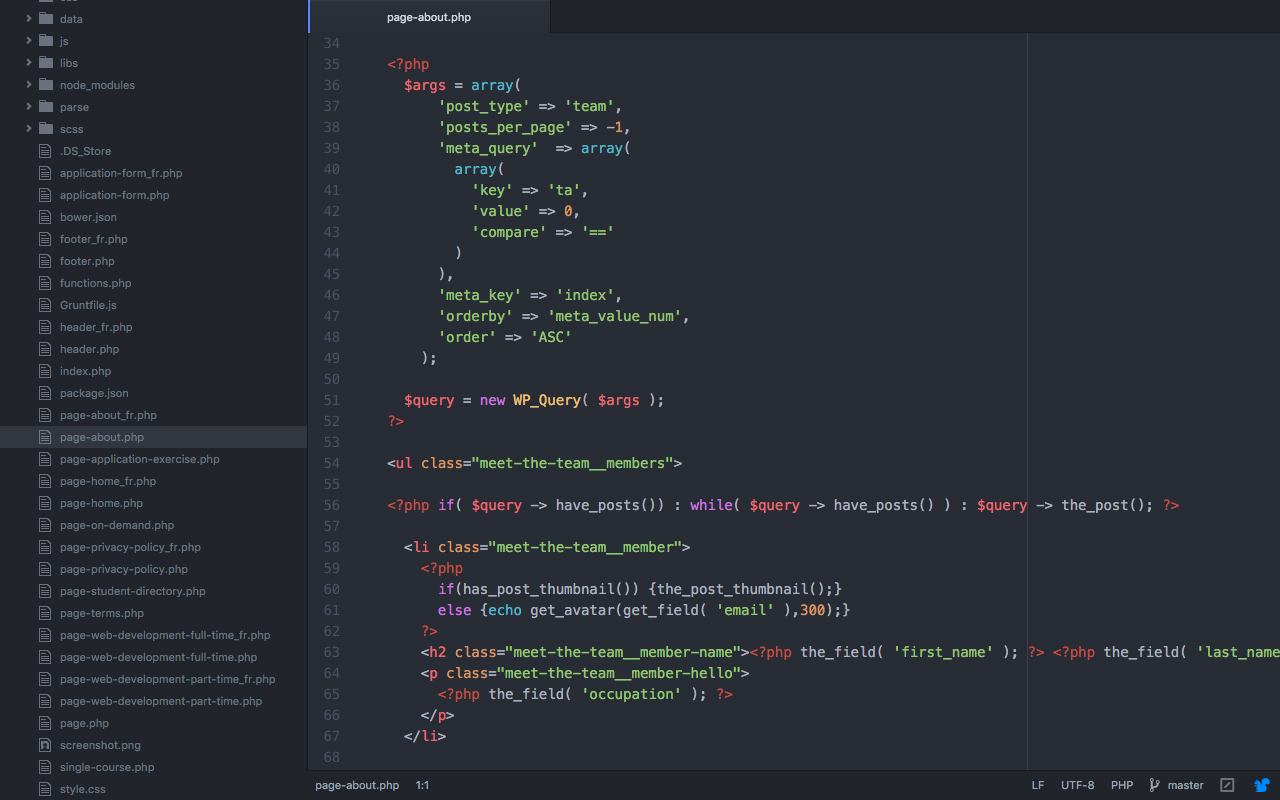 data
js
libs
node_modules
parse
scss
.DS_Store
application-form_fr.php
application-form.php
bower.json
footer_fr.php
footer.php
functions.php
Gruntfile.js
header_fr.php
header.php
index.php
package.json
page-about_fr.php
page-about.php
page-application-exercise.php
page-home_fr.php
page-home.php
page-on-demand.php
page-privacy-policy_fr.php
page-privacy-policy.php
page-student-directory.php
page-terms.php
page-web-development-full-time_fr.php
page-web-development-full-time.php
page-web-development-part-time_fr.php
page-web-development-part-time.php
page.php
screenshot.png
single-course.php
style.css
page-about.php
34
35 <?php
36 $args = array(
37 'post_type' => 'team',
38 'posts_per_page' => -1,
39 'meta_query'  => array(
40 array(
41 'key' => 'ta',
42 'value' => 0,
43 'compare' => '=='
44 )
45 ),
46 'meta_key' => 'index',
47 'orderby' => 'meta_value_num',
48 'order' => 'ASC'
49 );
50
51 $query = new WP_Query( $args );
52 ?>
53
54 <ul class="meet-the-team__members">
55
56 <?php if( $query -> have_posts()) : while( $query -> have_posts() ) : $query -> the_post(); ?>
57
58 <li class="meet-the-team__member">
59 <?php
60 if(has_post_thumbnail()) {the_post_thumbnail();}
61 else {echo get_avatar(get_field( 'email' ),300);}
62 ?>
63 <h2 class="meet-the-team__member-name"><?php the_field( 'first_name' ); ?> <?php the_field( 'last_name
64 <p class="meet-the-team__member-hello">
65 <?php the_field( 'occupation' ); ?>
66 </p>
67 </li>
68
page-about.php 1:1 LF UTF-8 PHP master